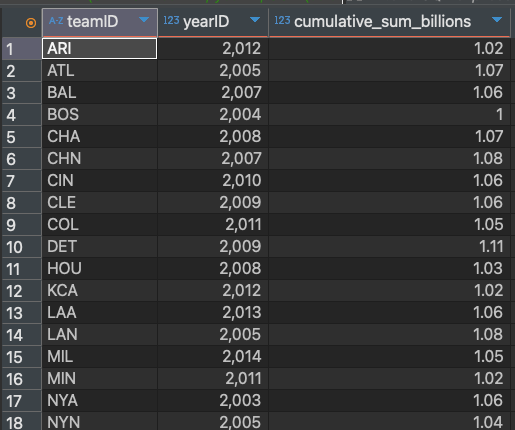 A-Z teamID 123 yearID 123 cumulative_sum_billions
1 ARI 2,012 1.02
2 ATL 2,005 1.07
3 BAL 2,007 1.06
4 BOS 2,004 1
5 CHA 2,008 1.07
6 CHN 2,007 1.08
7 CIN 2,010 1.06
8 CLE 2,009 1.06
9 COL 2,011 1.05
10 DET 2,009 1.11
11 HOU 2,008 1.03
12 KCA 2,012 1.02
13 LAA 2,013 1.06
14 LAN 2,005 1.08
15 MIL 2,014 1.05
16 MIN 2,011 1.02
17 NYA 2,003 1.06
18 NYN 2,005 1.04